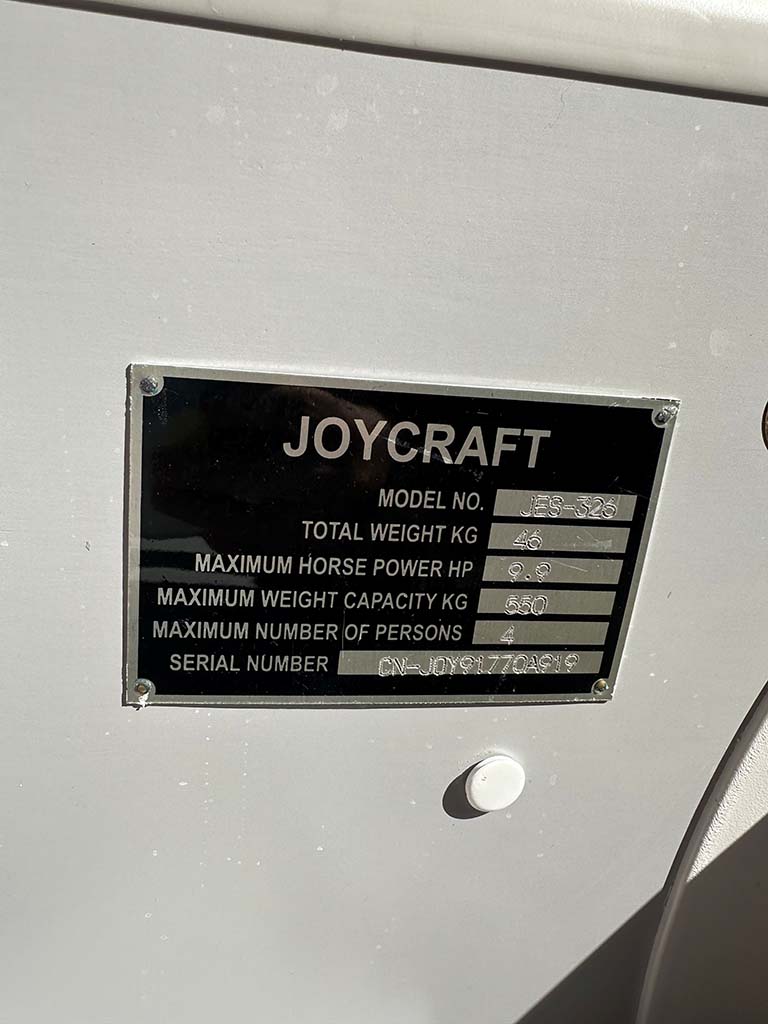 JOYCRAFT
MODEL NO. JES-326
TOTAL WEIGHT KG 46
MAXIMUM HORSE POWER HP 9.9
MAXIMUM WEIGHT CAPACITY KG 550
MAXIMUM NUMBER OF PERSONS 4
SERIAL NUMBER CN-JOY91770A919